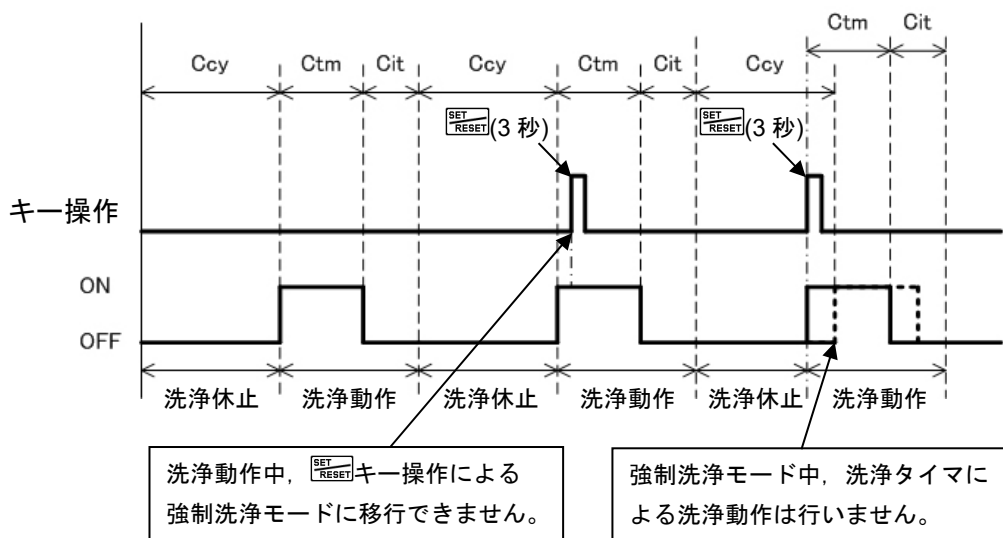 Ctm Cit
Ccy Ctm Cit Ccy Ctm Cit Ccy
SET RESET (3 秒) SET RESET (3 秒)
キー操作
ON
OFF
洗浄休止 洗浄動作 洗浄休止 洗浄動作 洗浄休止 洗浄動作
洗浄動作中, SET RESET キー操作による
強制洗浄モードに移行できません。
強制洗浄モード中, 洗浄タイマに
よる洗浄動作は行いません。